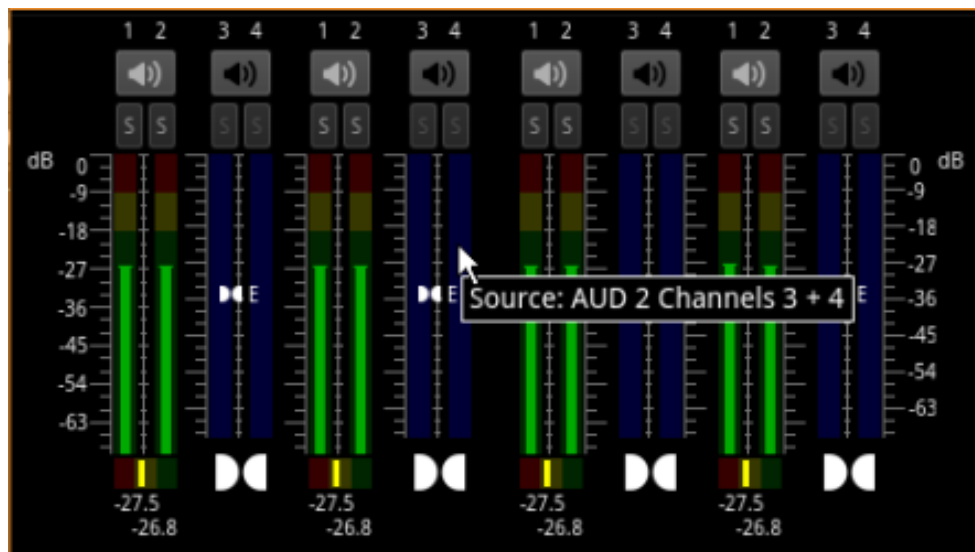 1 2 3 4 1 2 3 4 1 2 3 4 1 2 3 4
S S S S S S S S S S S S S S S S
dB 0 0 dB
-9 -9
-18 -18
-27 -27
E E Source: AUD 2 Channels 3 + 4 E
-36 -36
-45 -45
-54 -54
-63 -63
-27.5 -27.5 -27.5 -27.5
-26.8 -26.8 -26.8 -26.8